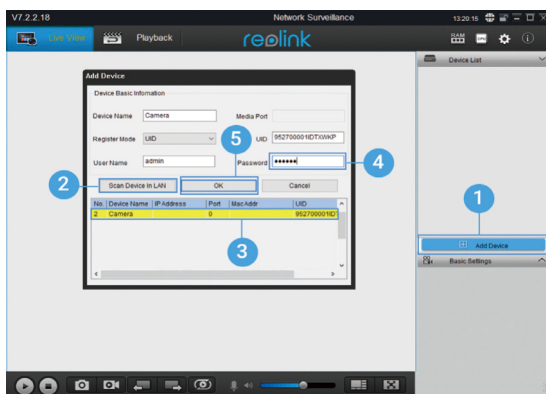 V7.2.2.18 Network Surveillance 13:20:15
Live View Playback reolink RAM CPU
Device List
Add Device
Device Basic Infomation
Device Name Camera Media Port
Register Mode UID UID 952700001IDTXWKP
5
User Name admin Password ●●●●●● 4
2 Scan Device in LAN OK Cancel
No. Device Name IP Address Port MacAddr UID
2 Camera 0 952700001ID
3
1
Add Device
Basic Settings